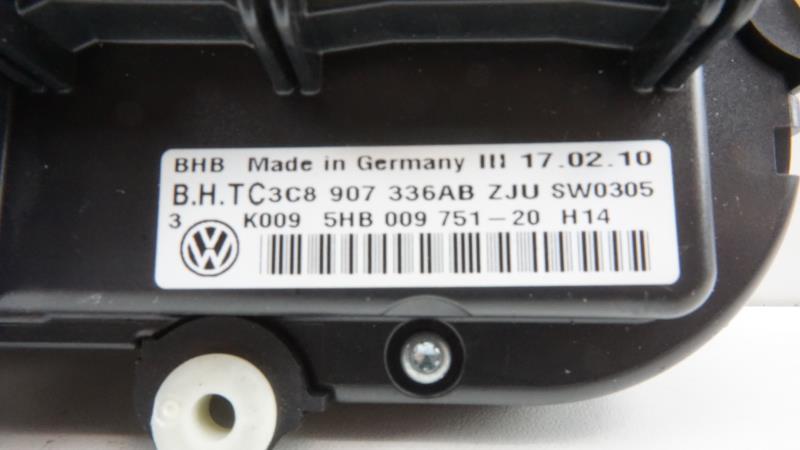 BHB Made in Germany III 17.02.10
B.H.TC3C8 907 336AB ZJU SW0305
3 K009 5HB 009 751-20 H14